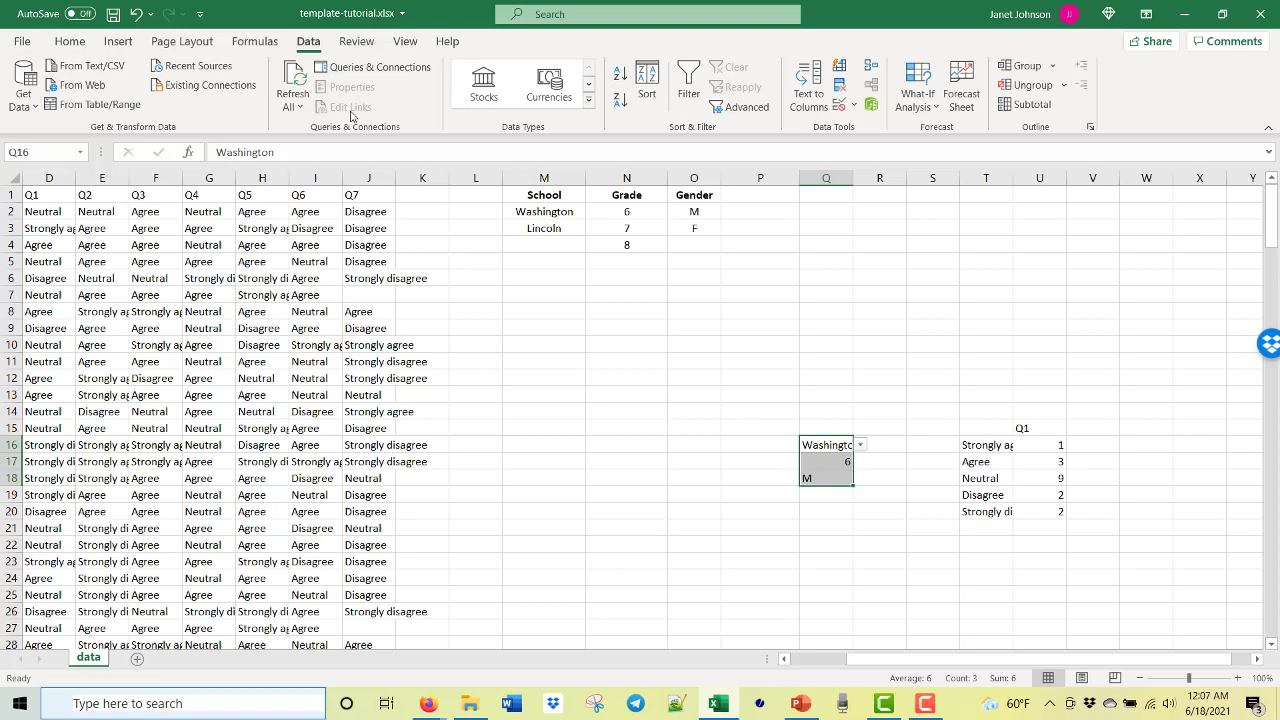 AutoSave Off template-tutorial.xlsx Search Janet Johnson JJ
File Home Insert Page Layout Formulas Data Review View Help Share Comments
Get Data
From Text/CSV
From Web
From Table/Range
Recent Sources
Existing Connections
Get & Transform Data
Refresh All
Queries & Connections
Properties
Edit Links
Queries & Connections
Stocks Currencies
Data Types
Sort Filter
Clear
Reapply
Advanced
Sort & Filter
Text to Columns
Data Tools
What-If Analysis
Forecast Sheet
Forecast
Group
Ungroup
Subtotal
Outline
Q16 fx Washington
D E F G H I J K L M N O P Q R S T U V W X Y
1 Q1 Q2 Q3 Q4 Q5 Q6 Q7 School Grade Gender
2 Neutral Neutral Agree Neutral Agree Agree Disagree Washington 6 M
3 Strongly ag Agree Agree Agree Strongly ag Disagree Disagree Lincoln 7 F
4 Agree Agree Agree Neutral Agree Agree Disagree 8
5 Neutral Agree Agree Agree Agree Neutral Disagree
6 Disagree Neutral Neutral Strongly di Agree Agree Strongly disagree
7 Neutral Agree Strongly ag Agree Strongly ag Agree
8 Agree Strongly ag Strongly ag Neutral Agree Neutral Agree
9 Disagree Agree Agree Neutral Disagree Agree Disagree
10 Neutral Agree Strongly ag Agree Disagree Strongly ag Strongly agree
11 Neutral Agree Agree Neutral Agree Agree Strongly disagree
12 Agree Strongly ag Disagree Agree Neutral Neutral Strongly disagree
13 Agree Strongly ag Agree Agree Agree Neutral Neutral
14 Neutral Disagree Neutral Agree Neutral Disagree Strongly agree
15 Neutral Agree Neutral Agree Agree Agree Disagree Q1
16 Strongly di Strongly ag Strongly ag Neutral Disagree Agree Strongly disagree Washingto Strongly ag 1
17 Strongly di Strongly ag Strongly ag Agree Strongly ag Agree Strongly disagree 6 Agree 3
18 Strongly di Strongly ag Agree Agree Agree Disagree Neutral M Neutral 9
19 Strongly di Strongly di Agree Neutral Agree Agree Disagree Disagree 2
20 Disagree Agree Agree Neutral Agree Agree Disagree Strongly di 2
21 Neutral Strongly di Agree Agree Agree Disagree Neutral
22 Neutral Strongly di Agree Neutral Agree Agree Disagree
23 Strongly ag Strongly di Agree Agree Strongly ag Disagree Disagree
24 Agree Strongly di Agree Neutral Agree Agree Disagree
25 Neutral Strongly di Agree Agree Agree Neutral Disagree
26 Disagree Strongly di Neutral Strongly di Agree Agree Strongly disagree
27 Neutral Agree Agree Agree Strongly ag Agree
28 Agree Strongly ag Strongly ag Neutral Agree Neutral Agree
data
Ready Average: 6 Count: 3 Sum: 6 100%
Type here to search 60°F 12:07 AM
6/18/2021 3